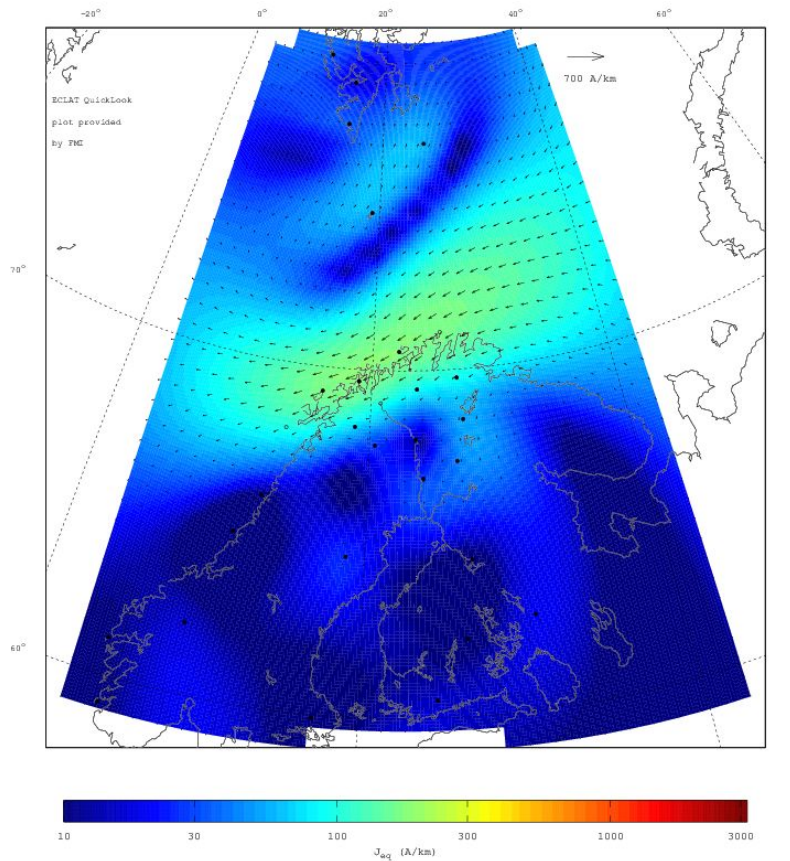 -20° 0° 20° 40° 60°
700 A/km
ECLAT QuickLook
plot provided
by FMI
70°
60°
10 30 100 300 1000 3000
J_eq (A/km)